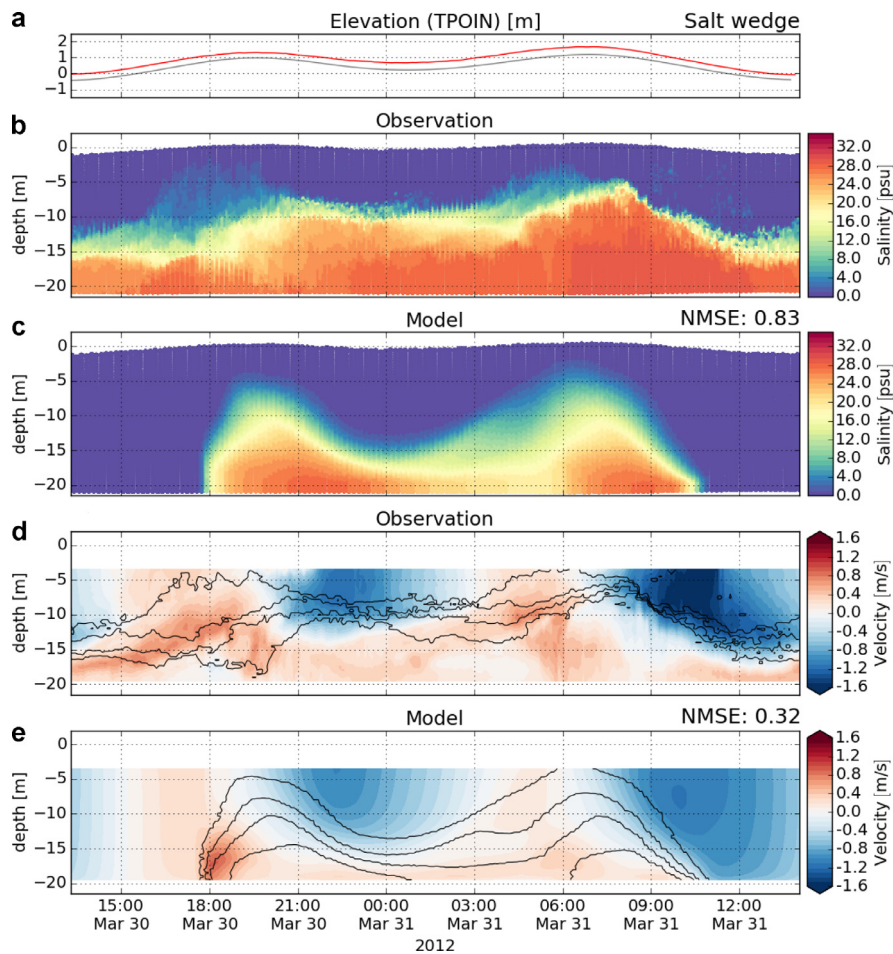 a
Elevation (TPOIN) [m]
Salt wedge
2
1
0
−1
b
Observation
0
−5
−10
−15
−20
depth [m]
32.0
28.0
24.0
20.0
16.0
12.0
8.0
4.0
0.0
Salinity [psu]
c
Model
NMSE: 0.83
0
−5
−10
−15
−20
depth [m]
32.0
28.0
24.0
20.0
16.0
12.0
8.0
4.0
0.0
Salinity [psu]
d
Observation
0
−5
−10
−15
−20
depth [m]
1.6
1.2
0.8
0.4
0.0
−0.4
−0.8
−1.2
−1.6
Velocity [m/s]
e
Model
NMSE: 0.32
0
−5
−10
−15
−20
depth [m]
1.6
1.2
0.8
0.4
0.0
−0.4
−0.8
−1.2
−1.6
Velocity [m/s]
15:00 18:00 21:00 00:00 03:00 06:00 09:00 12:00
Mar 30 Mar 30 Mar 30 Mar 31 Mar 31 Mar 31 Mar 31 Mar 31
2012